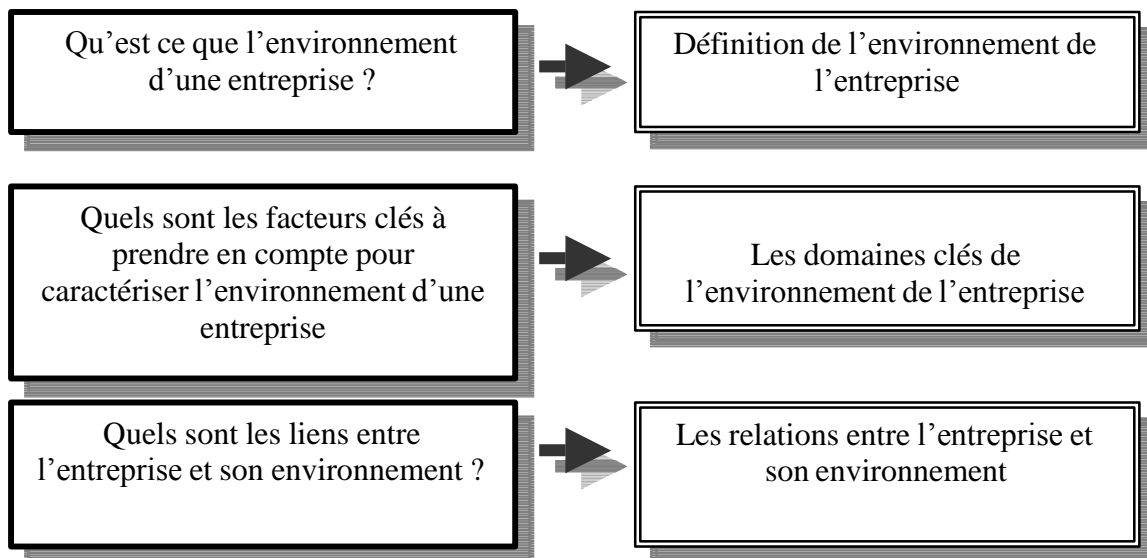 Qu’est ce que l’environnement
d’une entreprise ?
Définition de l’environnement de
l’entreprise
Quels sont les facteurs clés à
prendre en compte pour
caractériser l’environnement d’une
entreprise
Les domaines clés de
l’environnement de l’entreprise
Quels sont les liens entre
l’entreprise et son environnement ?
Les relations entre l’entreprise et
son environnement